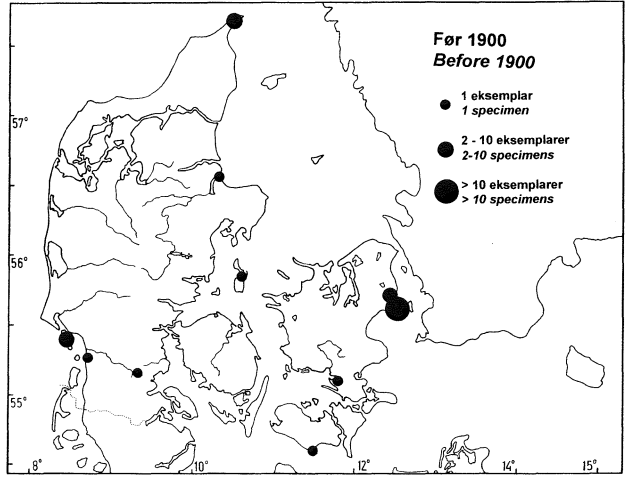 Før 1900
Before 1900
1 eksemplar
1 specimen
2 - 10 eksemplarer
2-10 specimens
> 10 eksemplarer
> 10 specimens
57°
56°
55°
8°
10°
12°
14°
15°